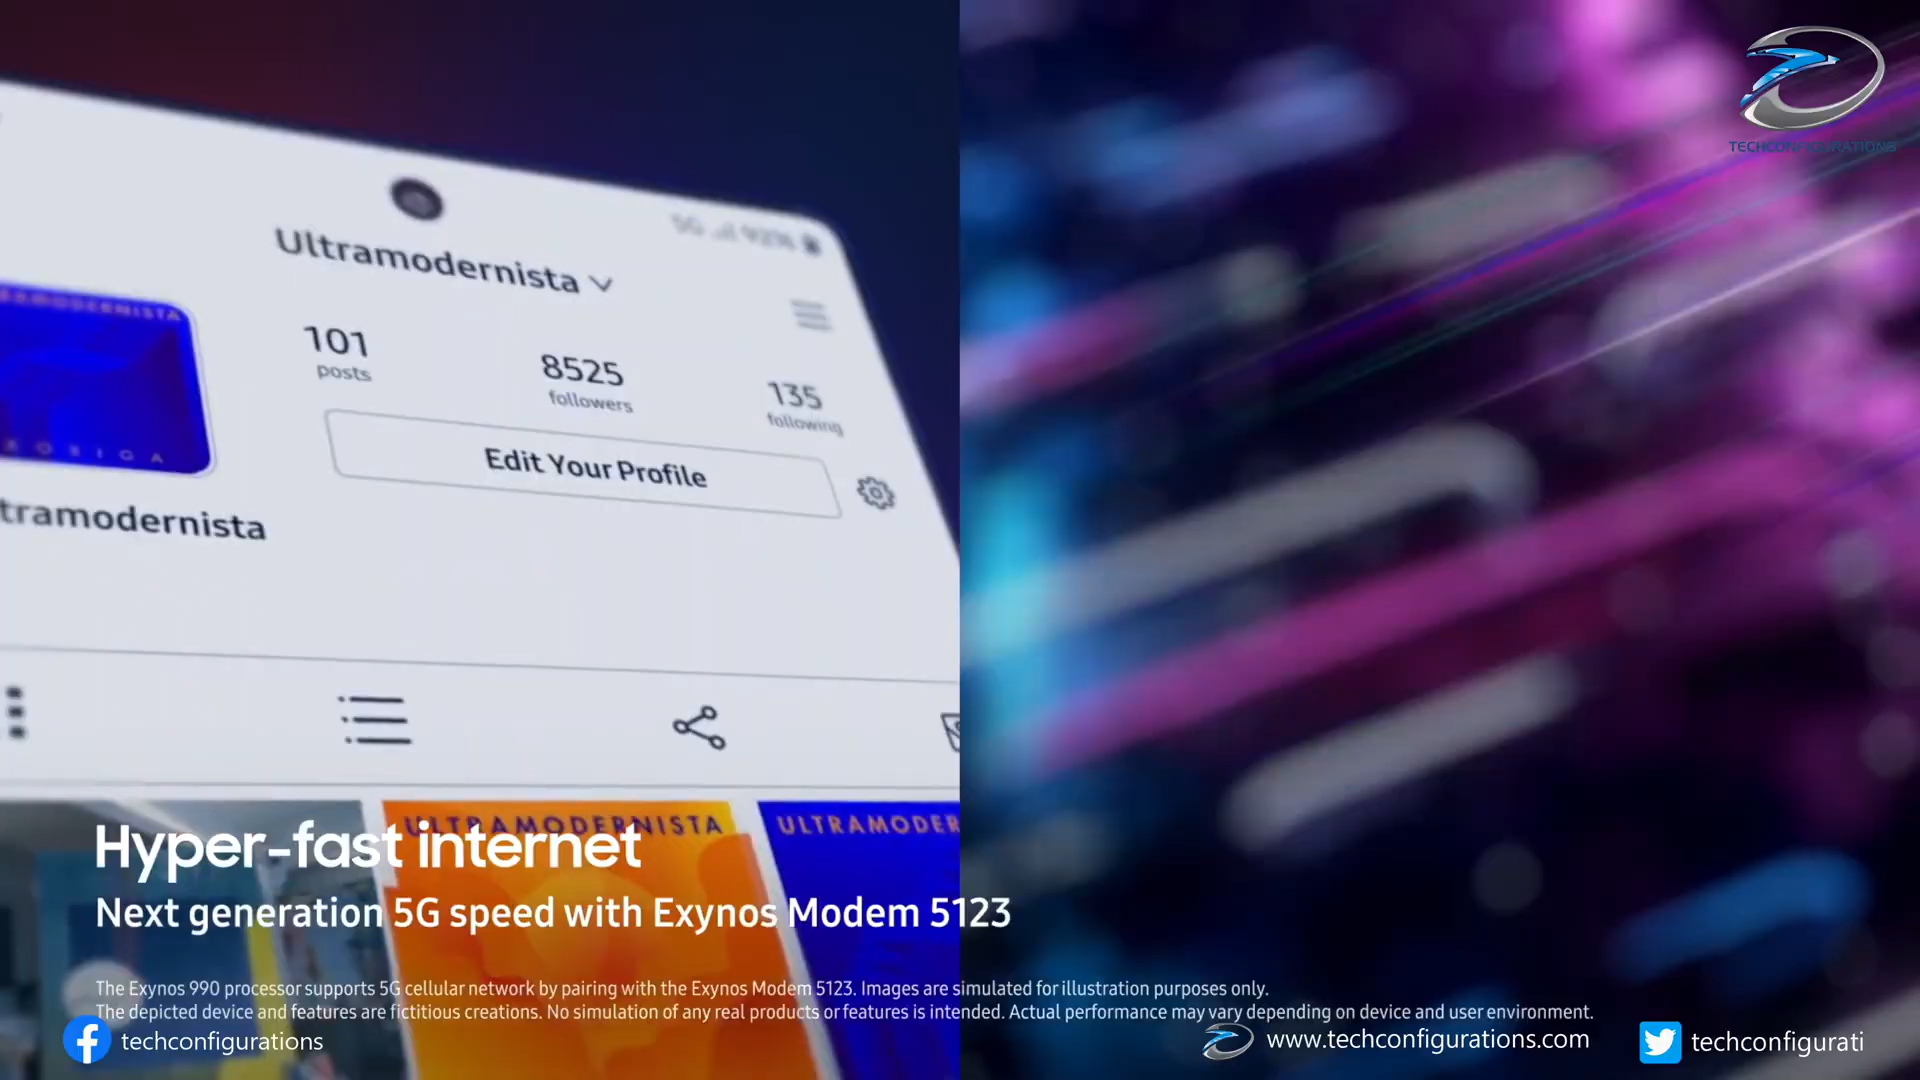 TECHCONFIGURATIONS
5G 92%
Ultramodernista
101
posts
8525
followers
135
following
Edit Your Profile
tramodernista
ULTRAMODERNISTA
ULTRAMODER
Hyper-fast internet
Next generation 5G speed with Exynos Modem 5123
The Exynos 990 processor supports 5G cellular network by pairing with the Exynos Modem 5123. Images are simulated for illustration purposes only.
The depicted device and features are fictitious creations. No simulation of any real products or features is intended. Actual performance may vary depending on device and user environment.
techconfigurations
www.techconfigurations.com
techconfigurati